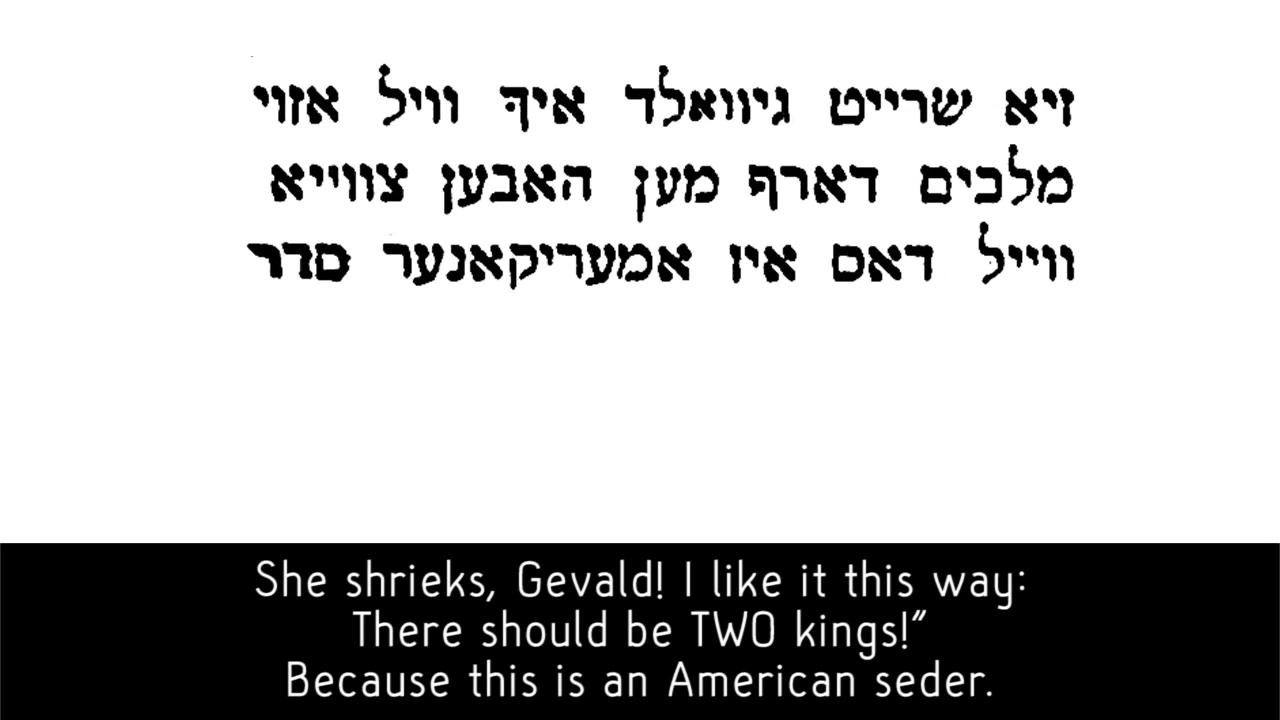 זיא שרייט גיוואלד איך וויל אזוי
מלכים דארף מען האבען צווייא
ווייל דאס איז אמעריקאנער סדר
She shrieks, Gevald! I like it this way:
There should be TWO kings!”
Because this is an American seder.